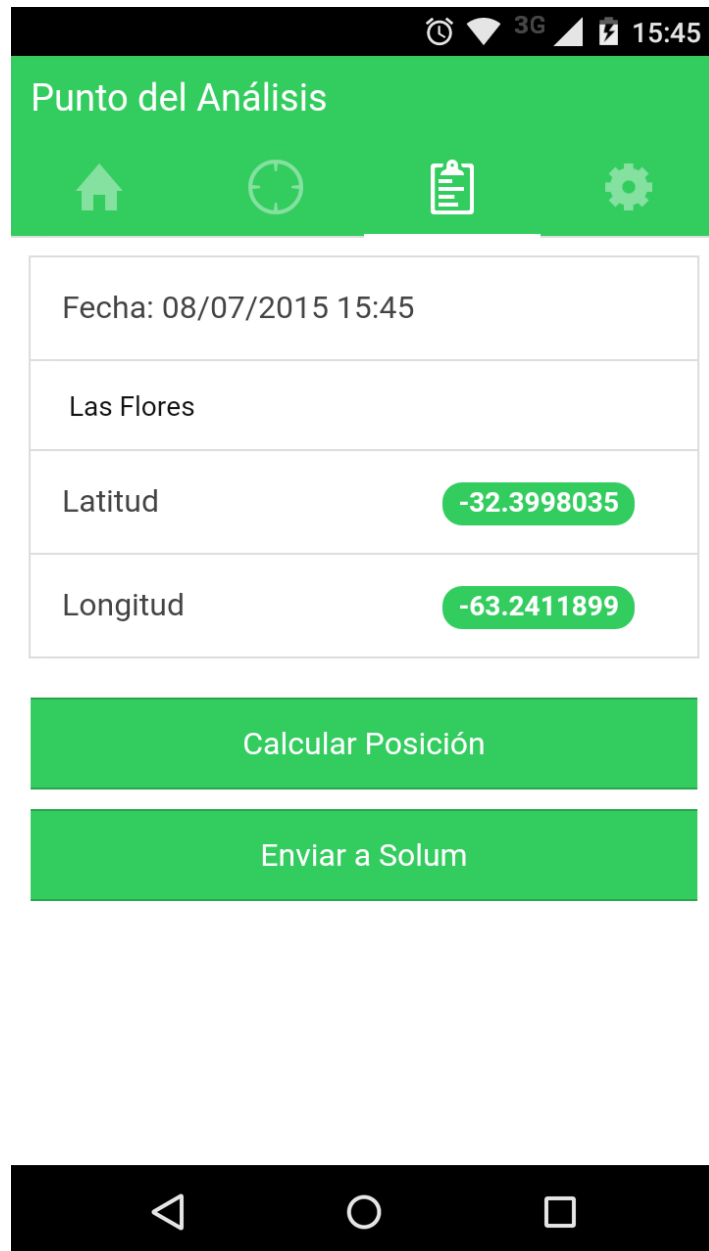 3G 15:45
Punto del Análisis
Fecha: 08/07/2015 15:45
Las Flores
Latitud -32.3998035
Longitud -63.2411899
Calcular Posición
Enviar a Solum